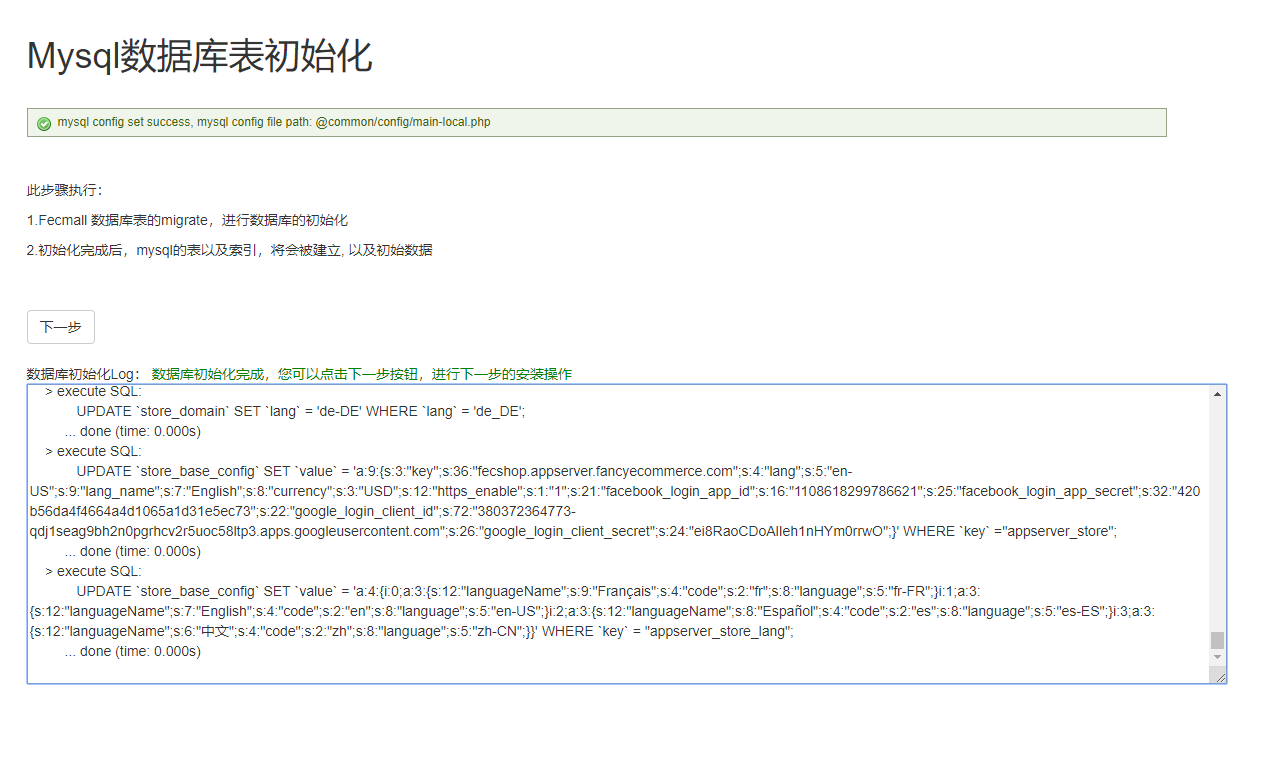 Mysql数据库表初始化
mysql config set success, mysql config file path: @common/config/main-local.php
此步骤执行：
1.Fecmall 数据库表的migrate，进行数据库的初始化
2.初始化完成后，mysql的表以及索引，将会被建立, 以及初始数据
下一步
数据库初始化Log： 数据库初始化完成，您可以点击下一步按钮，进行下一步的安装操作
> execute SQL:
UPDATE `store_domain` SET `lang` = 'de-DE' WHERE `lang` = 'de_DE';
... done (time: 0.000s)
> execute SQL:
UPDATE `store_base_config` SET `value` = 'a:9:{s:3:"key";s:36:"fecshop.appserver.fancyecommerce.com";s:4:"lang";s:5:"en-
US";s:9:"lang_name";s:7:"English";s:8:"currency";s:3:"USD";s:12:"https_enable";s:1:"1";s:21:"facebook_login_app_id";s:16:"1108618299786621";s:25:"facebook_login_app_secret";s:32:"420
b56da4f4664a4d1065a1d31e5ec73";s:22:"google_login_client_id";s:72:"380372364773-
qdj1seag9bh2n0pgrhcv2r5uoc58ltp3.apps.googleusercontent.com";s:26:"google_login_client_secret";s:24:"ei8RaoCDoAlIeh1nHYm0rrwO";}' WHERE `key` ="appserver_store";
... done (time: 0.000s)
> execute SQL:
UPDATE `store_base_config` SET `value` = 'a:4:{i:0;a:3:{s:12:"languageName";s:9:"Français";s:4:"code";s:2:"fr";s:8:"language";s:5:"fr-FR";}i:1;a:3:
{s:12:"languageName";s:7:"English";s:4:"code";s:2:"en";s:8:"language";s:5:"en-US";}i:2;a:3:{s:12:"languageName";s:8:"Español";s:4:"code";s:2:"es";s:8:"language";s:5:"es-ES";}i:3;a:3:
{s:12:"languageName";s:6:"中文";s:4:"code";s:2:"zh";s:8:"language";s:5:"zh-CN";}}' WHERE `key` = "appserver_store_lang";
... done (time: 0.000s)